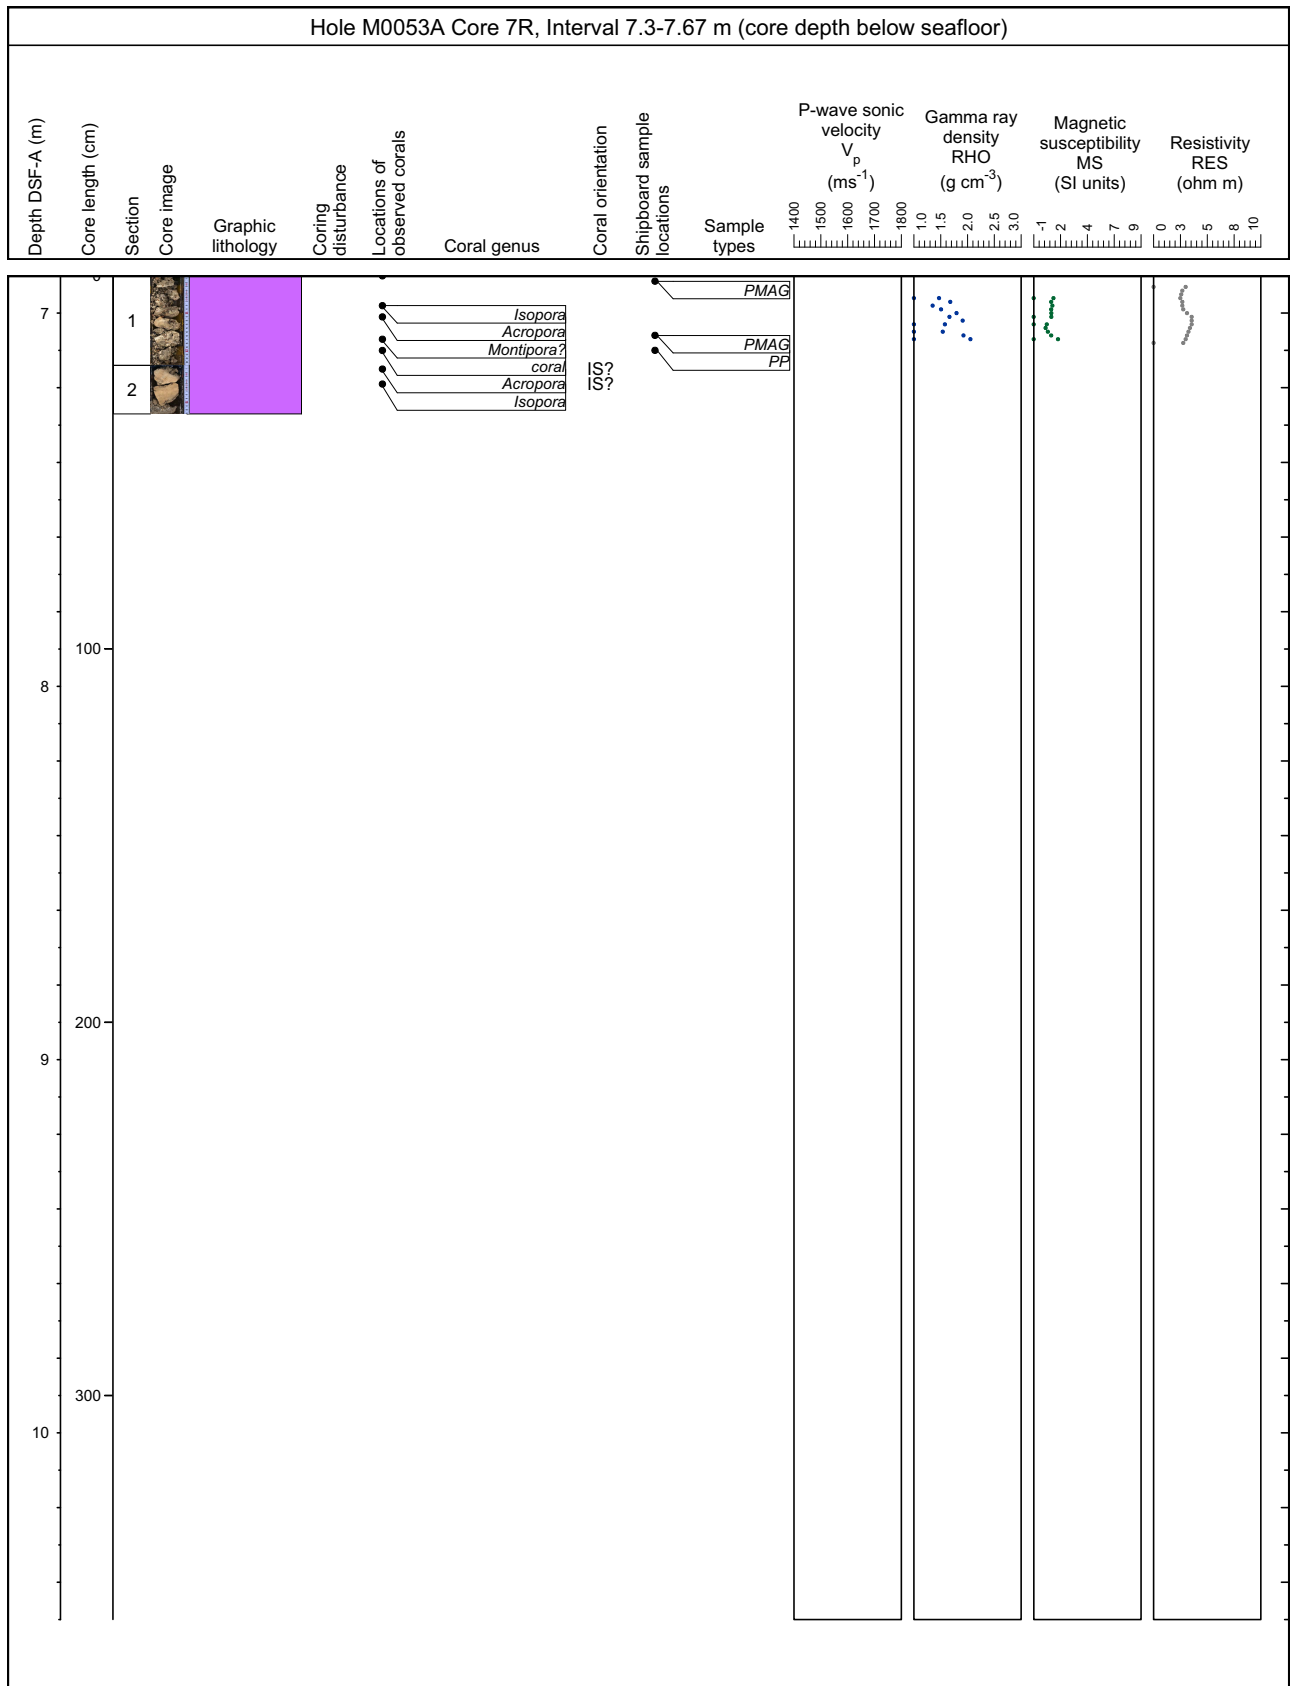 Hole M0053A Core 7R, Interval 7.3-7.67 m (core depth below seafloor)
Depth DSF-A (m)
Core length (cm)
Section
Core image
Graphic
lithology
Coring
disturbance
Locations of
observed corals
Coral genus
Coral orientation
Shipboard sample
locations
Sample
types
P-wave sonic
velocity
Vp
(ms-1)
1400 1500 1600 1700 1800
Gamma ray
density
RHO
(g cm-3)
1.0 1.5 2.0 2.5 3.0
Magnetic
susceptibility
MS
(SI units)
-1 2 4 7 9
Resistivity
RES
(ohm m)
0 3 5 8 10
0
PMAG
7
1
Isopora
Acropora
Montipora?
PMAG
coral
IS?
PP
Acropora
IS?
2
Isopora
100
8
200
9
300
10